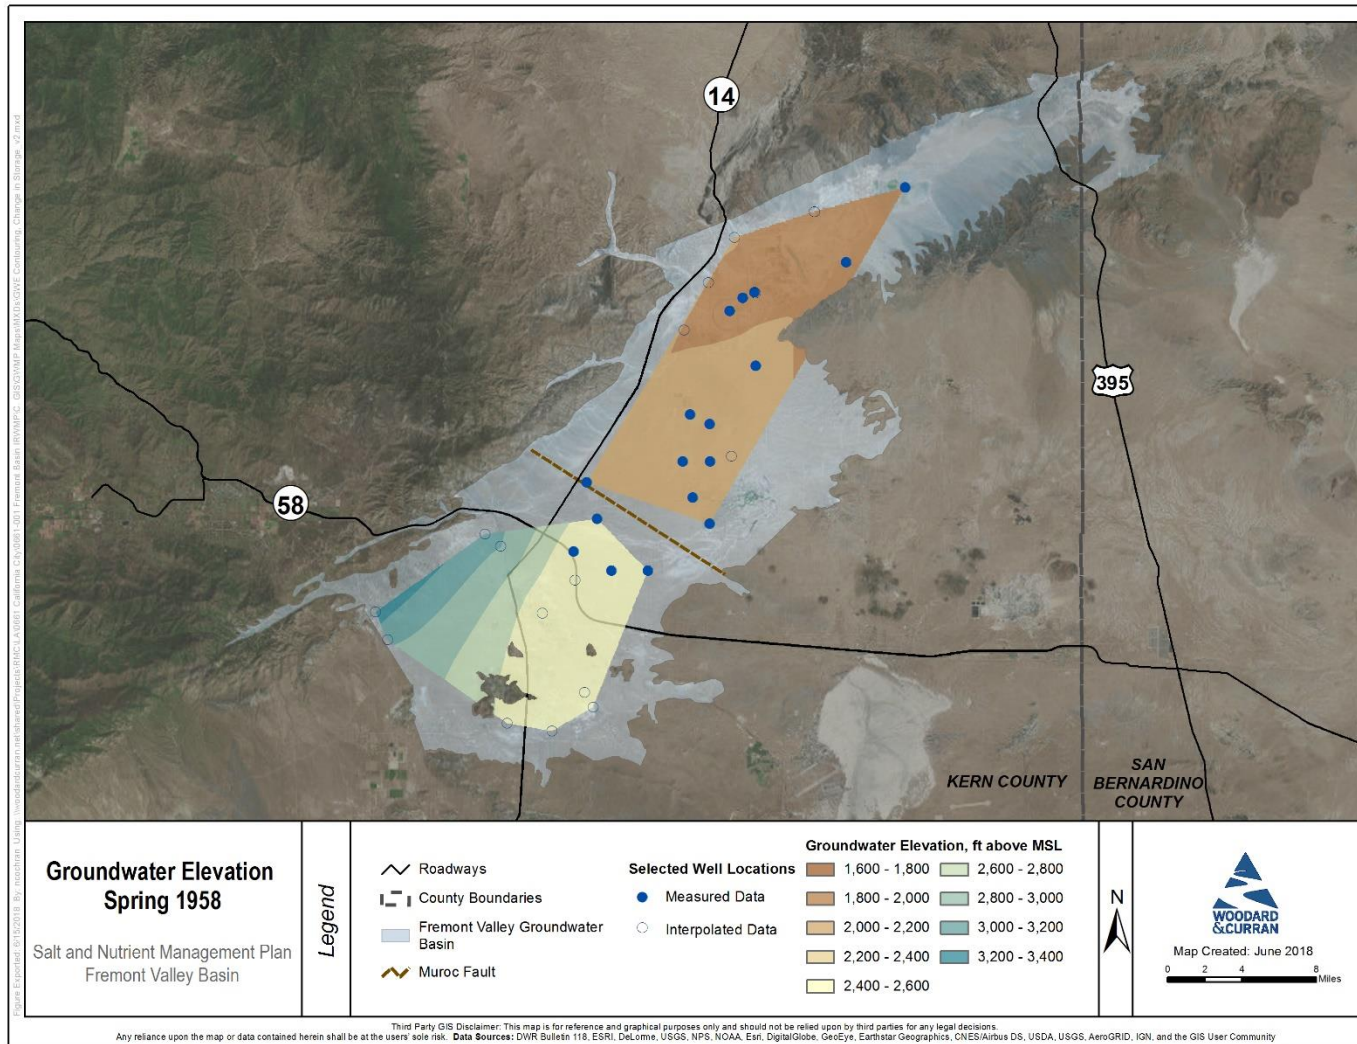 14
58
395
KERN COUNTY
SAN
BERNARDINO
COUNTY
Groundwater Elevation
Spring 1958
Salt and Nutrient Management Plan
Fremont Valley Basin
Legend
Roadways
County Boundaries
Fremont Valley Groundwater
Basin
Muroc Fault
Selected Well Locations
Measured Data
Interpolated Data
Groundwater Elevation, ft above MSL
1,600 - 1,800
1,800 - 2,000
2,000 - 2,200
2,200 - 2,400
2,400 - 2,600
2,600 - 2,800
2,800 - 3,000
3,000 - 3,200
3,200 - 3,400
N
WOODARD
&CURRAN
Map Created: June 2018
0 2 4 8
Miles
Third Party GIS Disclaimer: This map is for reference and graphical purposes only and should not be relied upon by third parties for any legal decisions.
Any reliance upon the map or data contained herein shall be at the users' sole risk. Data Sources: DWR Bulletin 118, ESRI, DeLorme, USGS, NPS, NOAA, Esri, DigitalGlobe, GeoEye, Earthstar Geographics, CNES/Airbus DS, USDA, USGS, AeroGRID, IGN, and the GIS User Community
Figure Exported: 6/15/2018 By: ncochran Using: